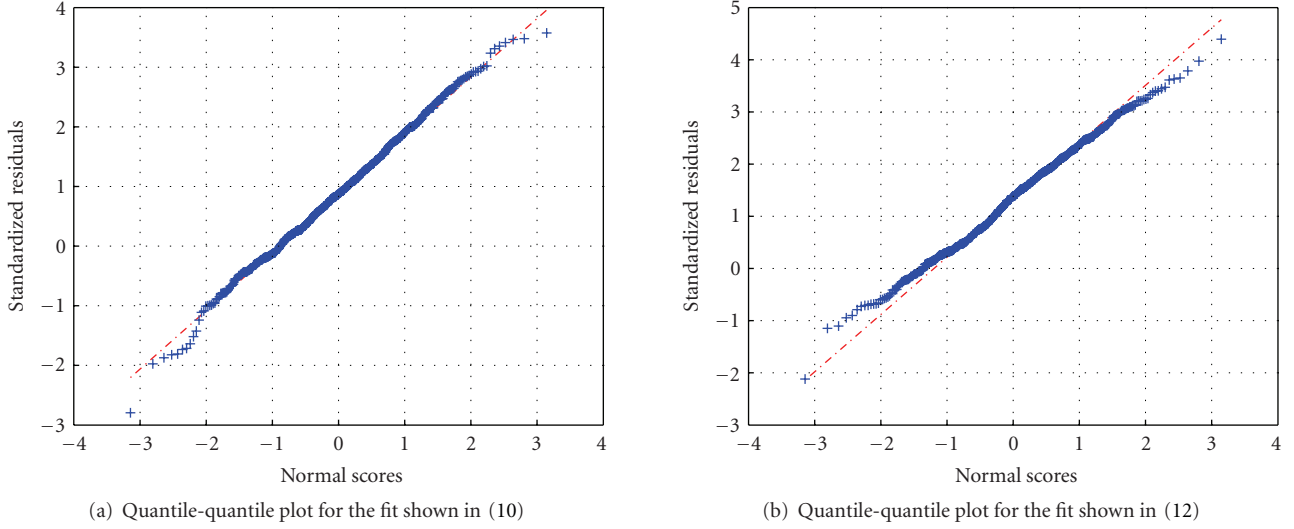 4
3
2
1
0
−1
−2
−3
−4 −3 −2 −1 0 1 2 3 4
Standardized residuals
Normal scores
(a) Quantile-quantile plot for the fit shown in (10)
5
4
3
2
1
0
−1
−2
−3
−4 −3 −2 −1 0 1 2 3 4
Standardized residuals
Normal scores
(b) Quantile-quantile plot for the fit shown in (12)